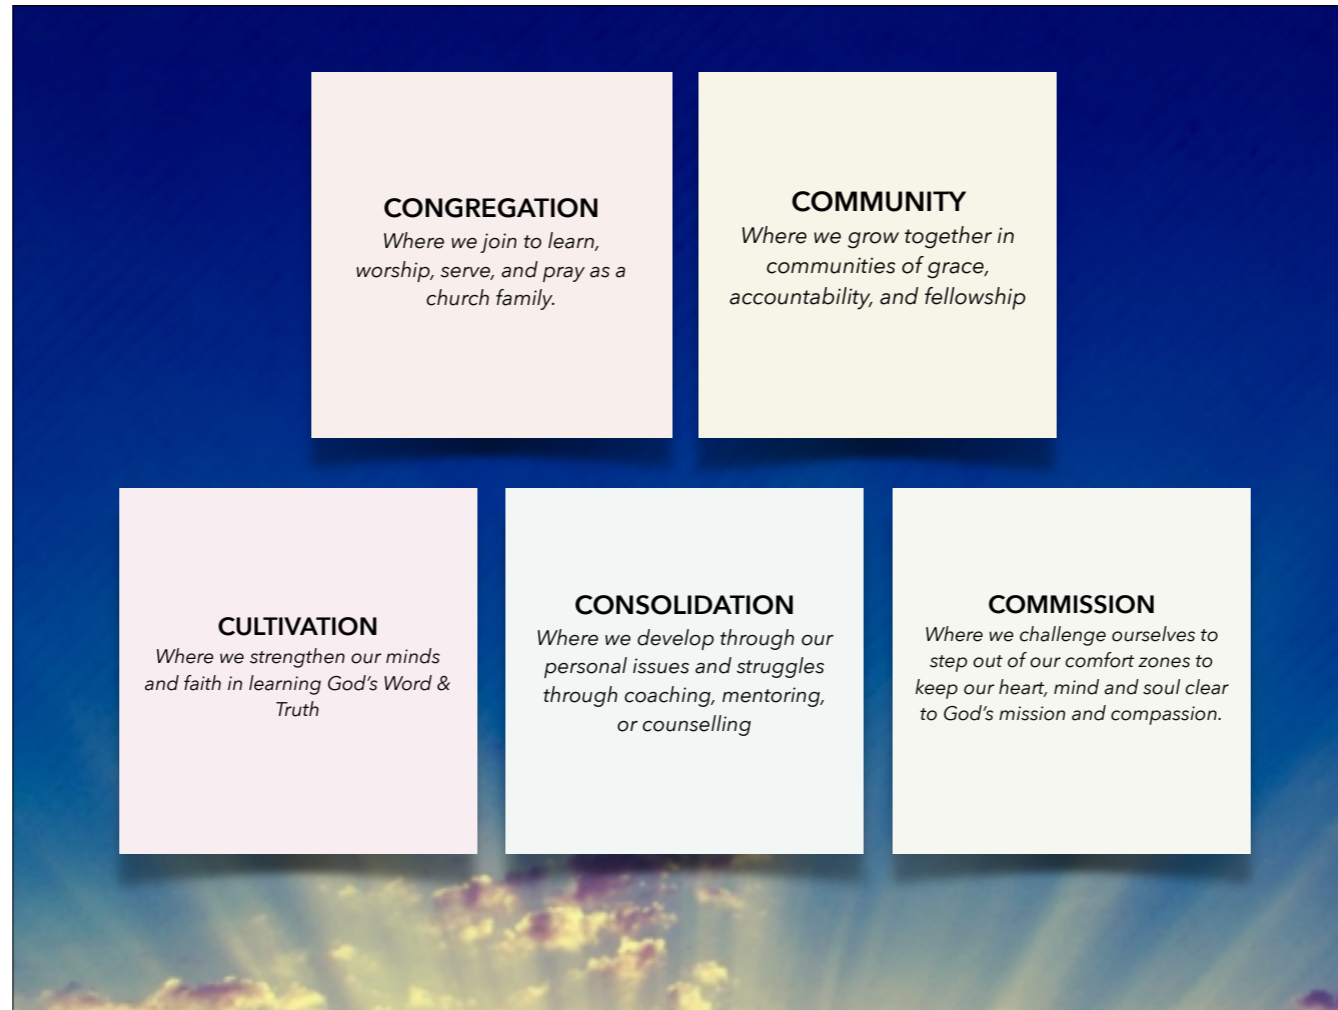 CONGREGATION
Where we join to learn,
worship, serve, and pray as a
church family.
COMMUNITY
Where we grow together in
communities of grace,
accountability, and fellowship
CULTIVATION
Where we strengthen our minds
and faith in learning God's Word &
Truth
CONSOLIDATION
Where we develop through our
personal issues and struggles
through coaching, mentoring,
or counselling
COMMISSION
Where we challenge ourselves to
step out of our comfort zones to
keep our heart, mind and soul clear
to God's mission and compassion.